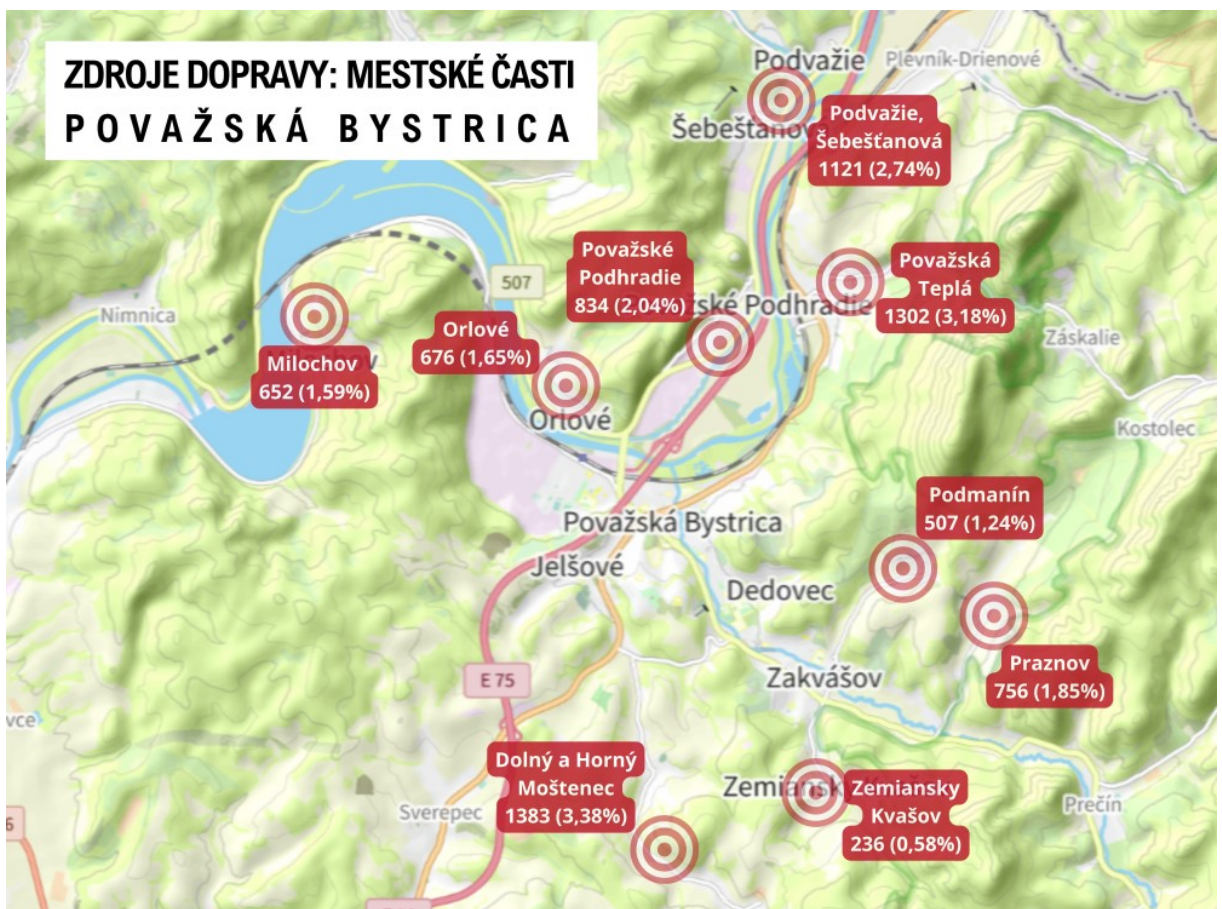 ZDROJE DOPRAVY: MESTSKÉ ČASTI
POVAŽSKÁ BYSTRICA
Podvažie
Plevník-Drienové
Podvažie,
Šebešťanová
1121 (2,74%)
Považské
Podhradie
834 (2,04%)
Považská
Teplá
1302 (3,18%)
507
Nimnica
Orlové
676 (1,65%)
Milochov
652 (1,59%)
Záskalie
Orlové
Kostolec
Podmanín
507 (1,24%)
Považská Bystrica
Jelšové
Dedovec
Praznov
756 (1,85%)
Zakvášov
E 75
Dolný a Horný
Moštenec
1383 (3,38%)
Zemiansky
Kvašov
236 (0,58%)
Sverepec
Prečín